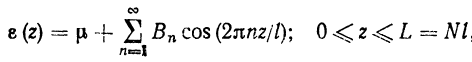 ε (z) = μ + ∑_{n=1}^{∞} B_n cos (2πnz/l);   0 ⩽ z ⩽ L = Nl,